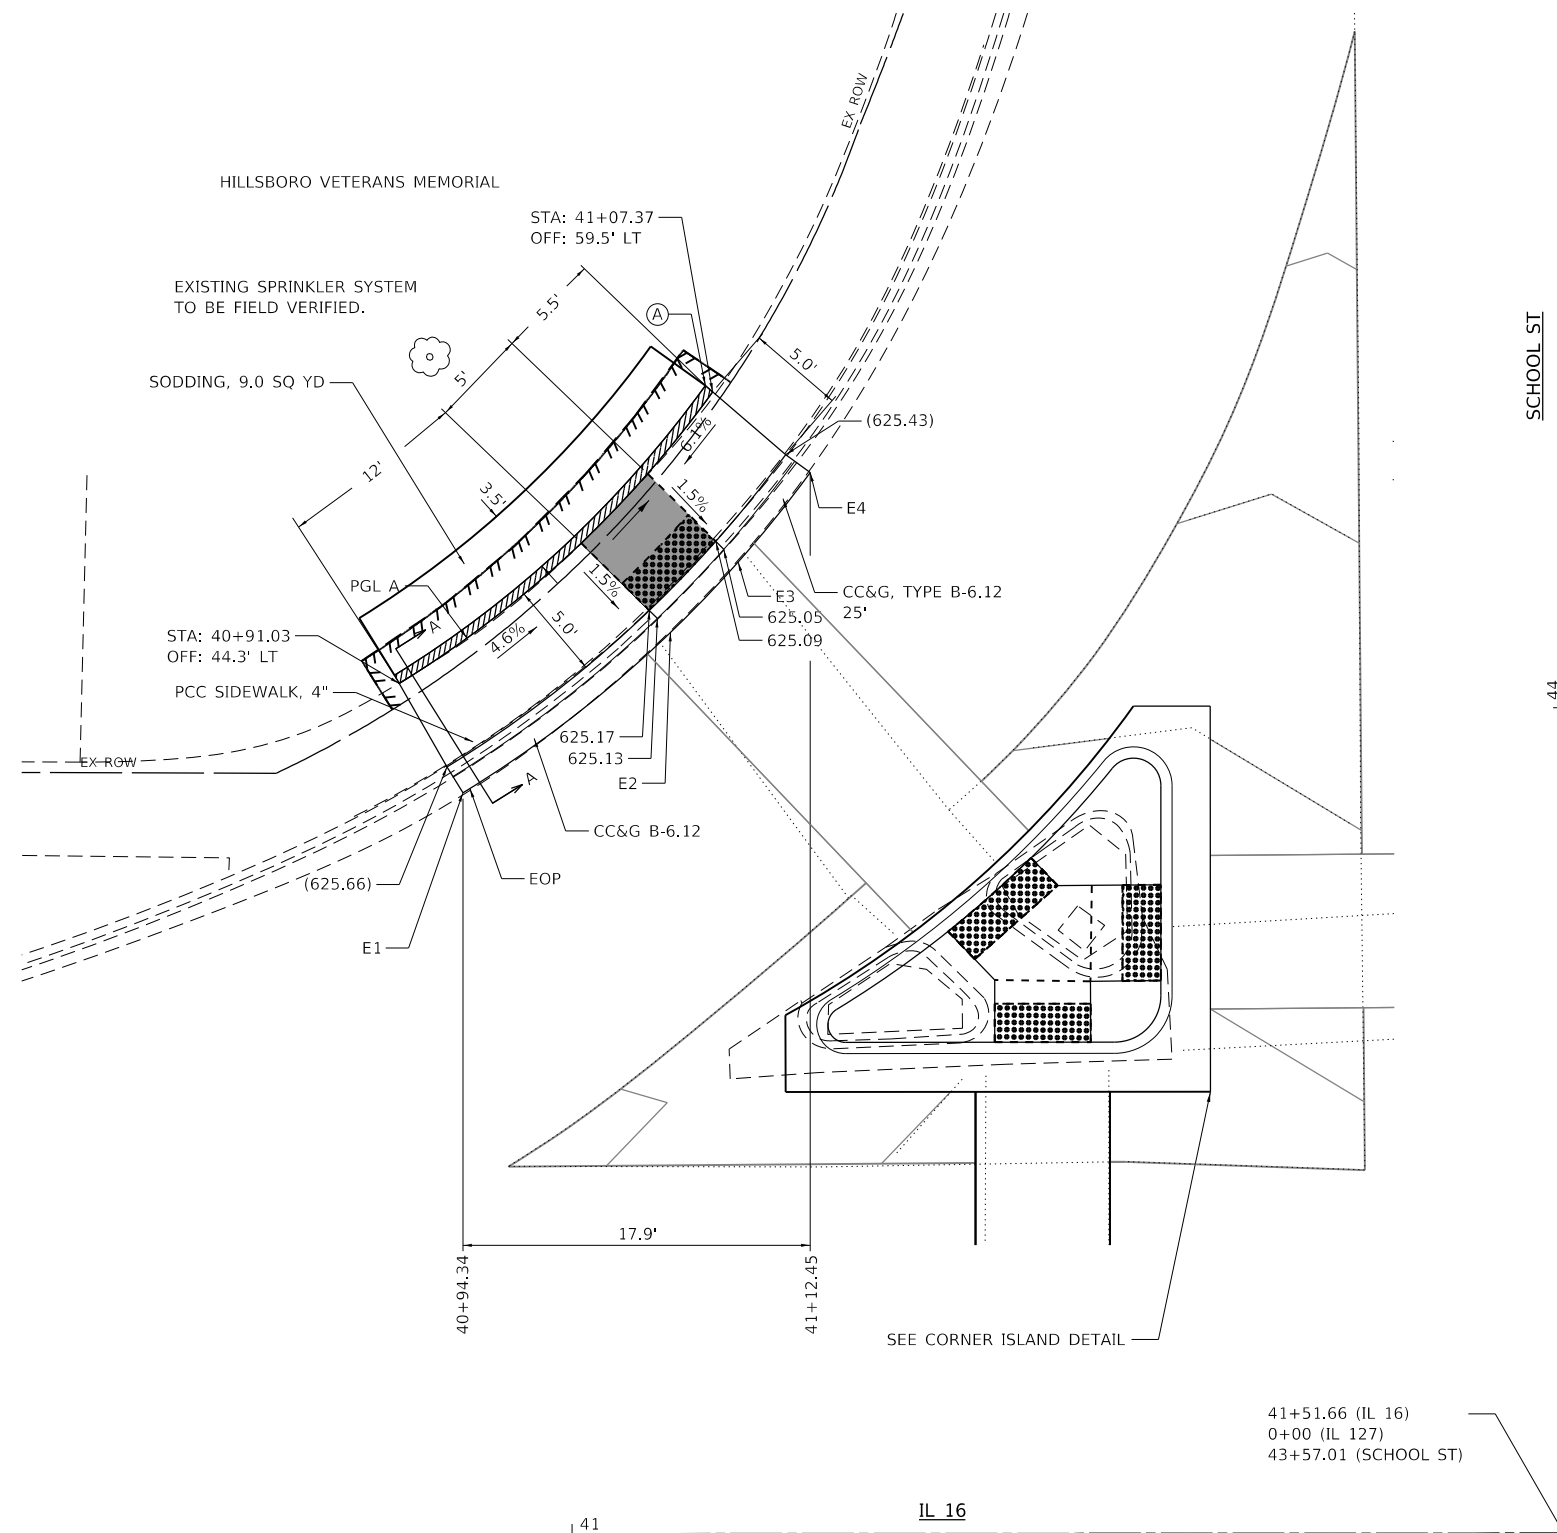 EX ROW
HILLSBORO VETERANS MEMORIAL
STA: 41+07.37
OFF: 59.5' LT
EXISTING SPRINKLER SYSTEM
TO BE FIELD VERIFIED.
5.5'
A
SCHOOL ST
5.0'
5'
SODDING, 9.0 SQ YD
(625.43)
6.1%
12'
3.5'
1.5%
E4
1.5%
PGL A
E3
CC&G, TYPE B-6.12
25'
625.05
625.09
A
5.0'
4.6%
STA: 40+91.03
OFF: 44.3' LT
PCC SIDEWALK, 4"
44
625.17
625.13
EX ROW
E2
A
CC&G B-6.12
(625.66)
EOP
E1
17.9'
40+94.34
41+12.45
SEE CORNER ISLAND DETAIL
41+51.66 (IL 16)
0+00 (IL 127)
43+57.01 (SCHOOL ST)
IL 16
41